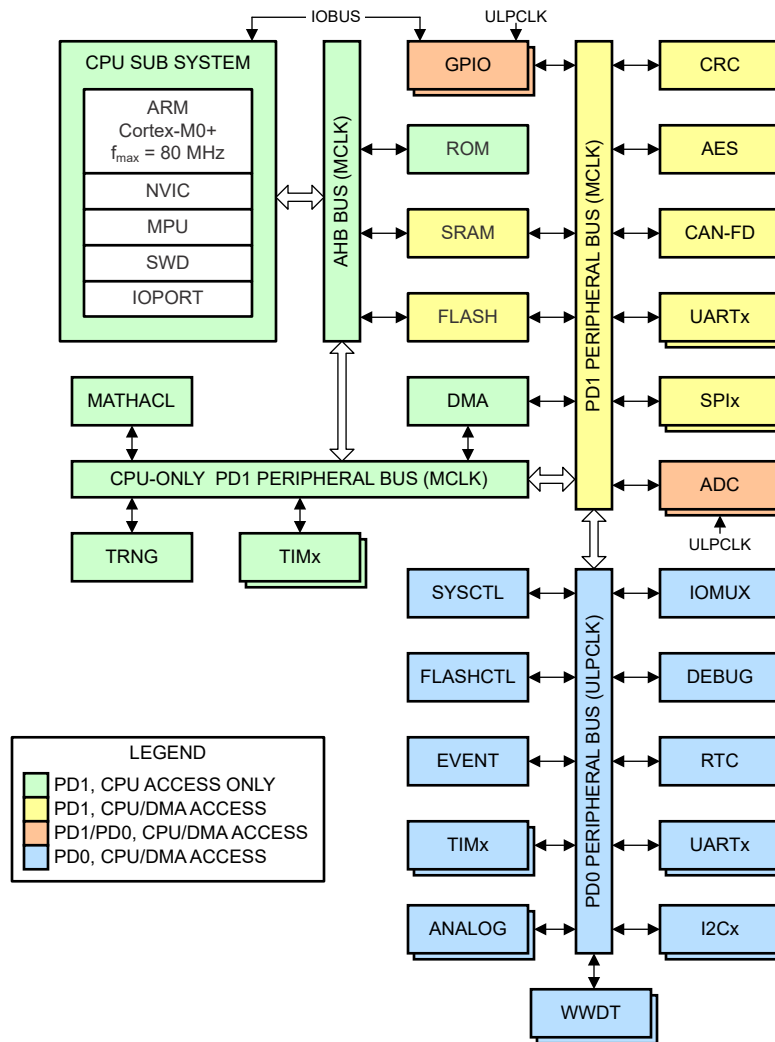 IOBUS
ULPCLK
CPU SUB SYSTEM
ARM
Cortex-M0+
fmax = 80 MHz
NVIC
MPU
SWD
IOPORT
AHB BUS (MCLK)
GPIO
ROM
SRAM
FLASH
DMA
PD1 PERIPHERAL BUS (MCLK)
CRC
AES
CAN-FD
UARTx
SPIx
ADC
ULPCLK
MATHACL
CPU-ONLY PD1 PERIPHERAL BUS (MCLK)
TRNG
TIMx
SYSCTL
FLASHCTL
EVENT
TIMx
ANALOG
PD0 PERIPHERAL BUS (ULPCLK)
IOMUX
DEBUG
RTC
UARTx
I2Cx
WWDT
LEGEND
PD1, CPU ACCESS ONLY
PD1, CPU/DMA ACCESS
PD1/PD0, CPU/DMA ACCESS
PD0, CPU/DMA ACCESS